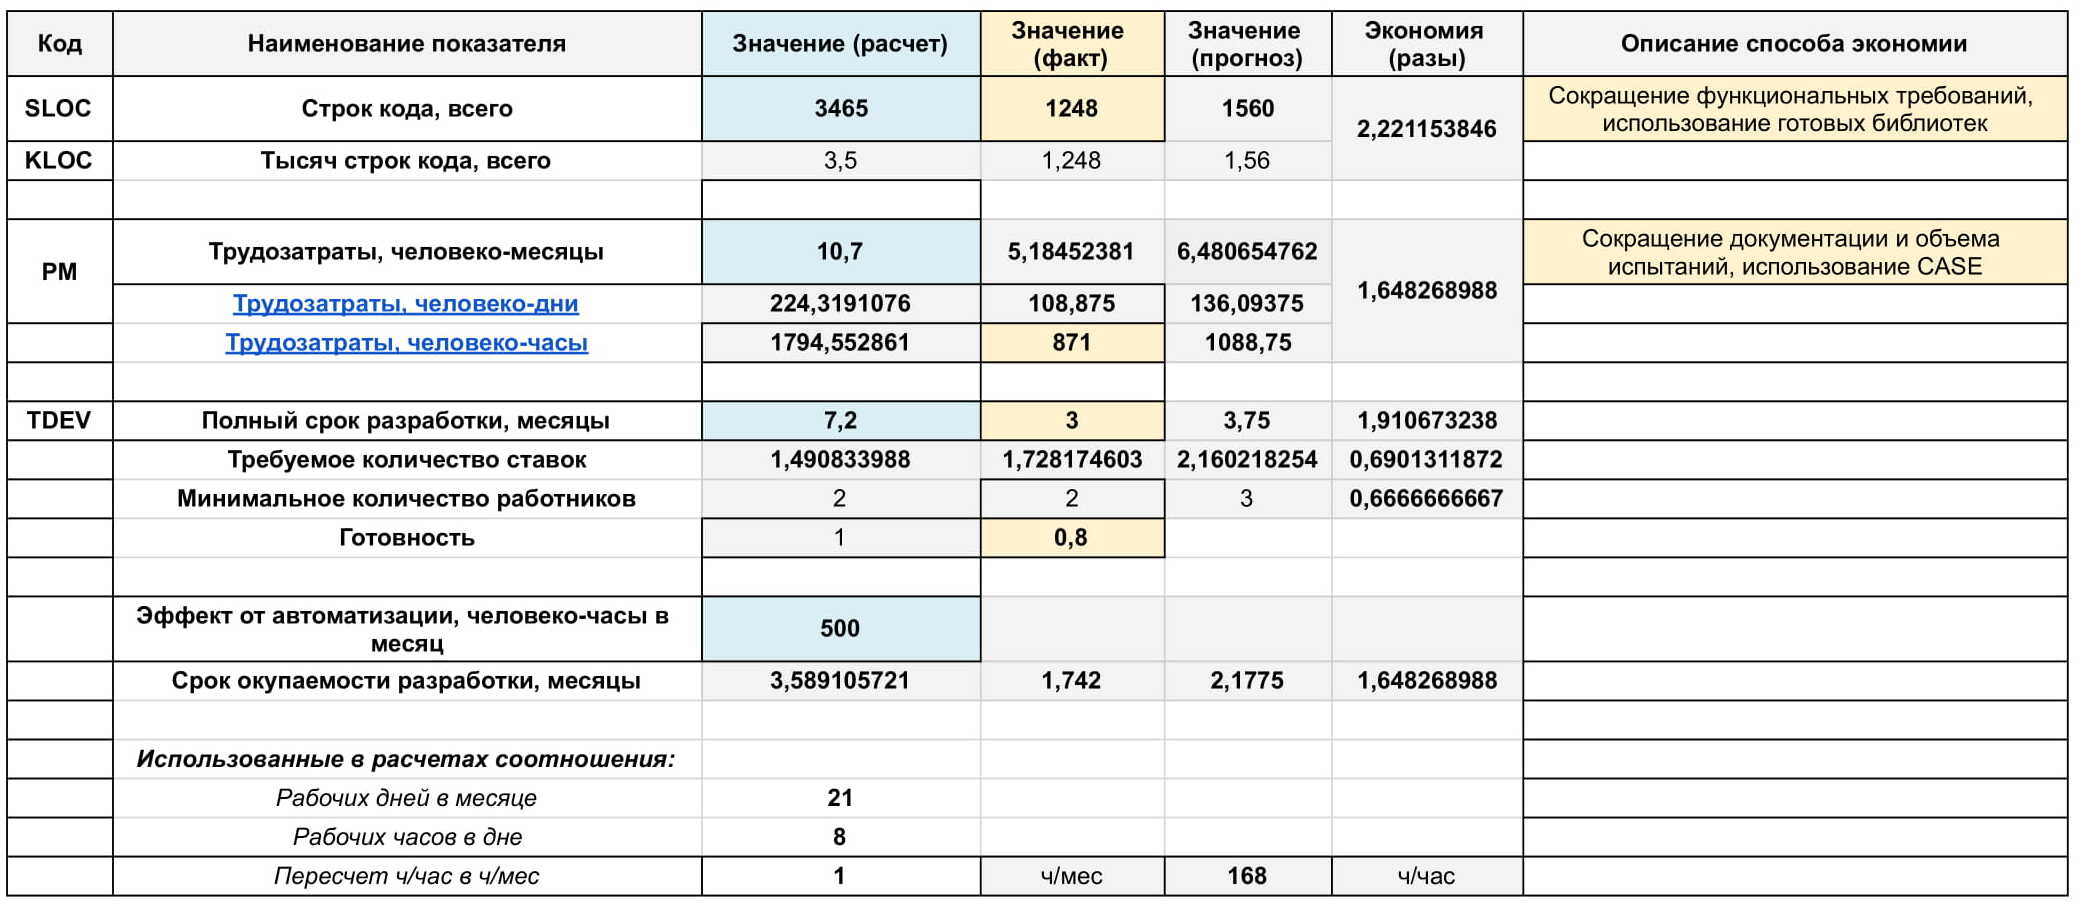 Код Наименование показателя Значение (расчет) Значение (факт) Значение (прогноз) Экономия (разы) Описание способа экономии
SLOC Строк кода, всего 3465 1248 1560 2,221153846 Сокращение функциональных требований, использование готовых библиотек
KLOC Тысяч строк кода, всего 3,5 1,248 1,56
PM Трудозатраты, человеко-месяцы 10,7 5,18452381 6,480654762 1,648268988 Сокращение документации и объема испытаний, использование CASE
Трудозатраты, человеко-дни 224,3191076 108,875 136,09375
Трудозатраты, человеко-часы 1794,552861 871 1088,75
TDEV Полный срок разработки, месяцы 7,2 3 3,75 1,910673238
Требуемое количество ставок 1,490833988 1,728174603 2,160218254 0,6901311872
Минимальное количество работников 2 2 3 0,6666666667
Готовность 1 0,8
Эффект от автоматизации, человеко-часы в месяц 500
Срок окупаемости разработки, месяцы 3,589105721 1,742 2,1775 1,648268988
Использованные в расчетах соотношения:
Рабочих дней в месяце 21
Рабочих часов в дне 8
Пересчет ч/час в ч/мес 1 ч/мес 168 ч/час